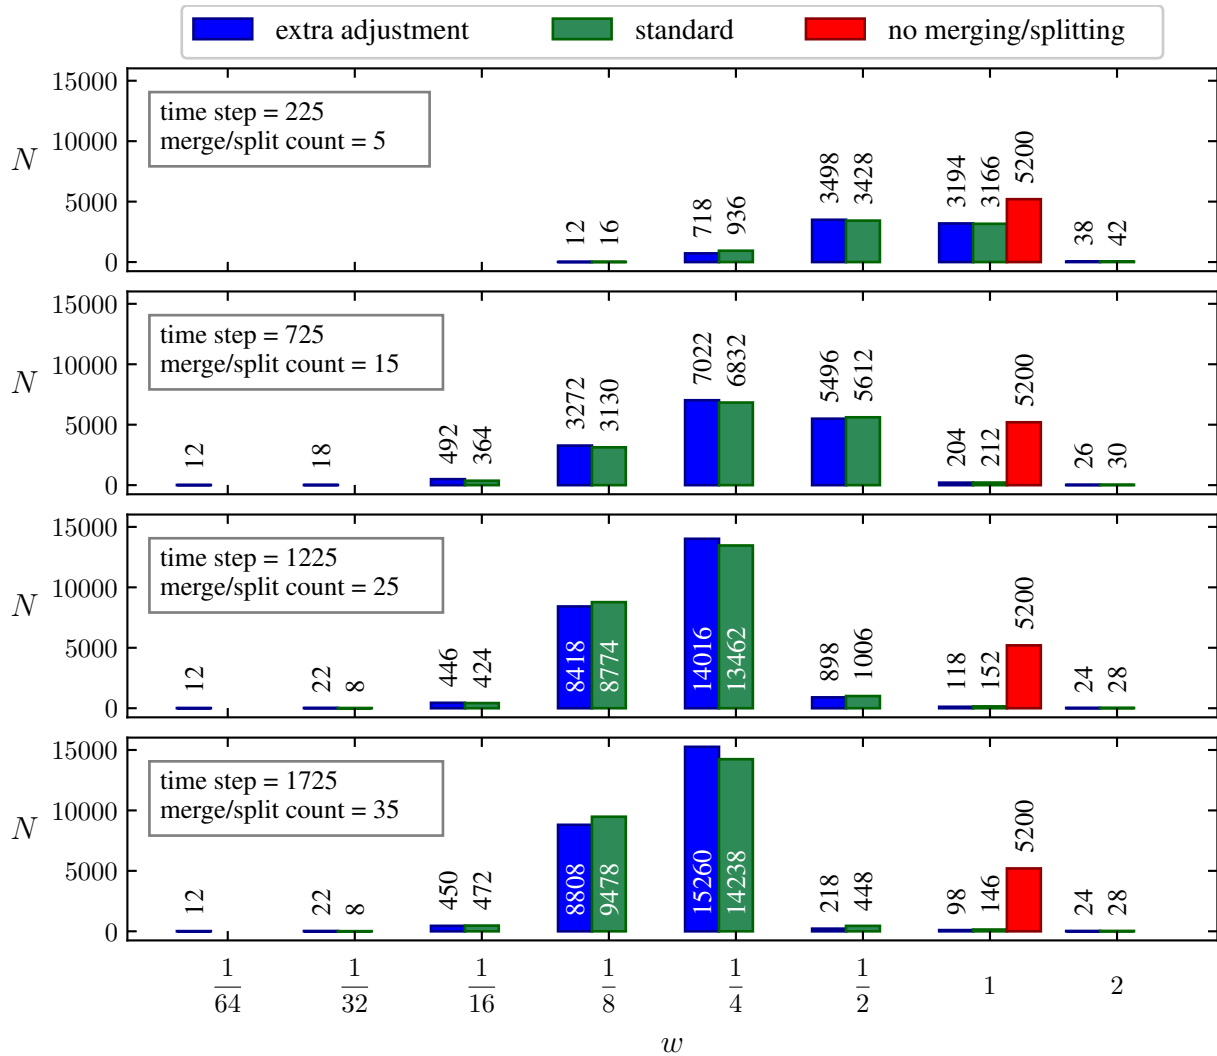 extra adjustment standard no merging/splitting
15000
10000
5000
0
N
time step = 225
merge/split count = 5
12 16 718 936 3498 3428 3194 3166 5200 38 42
15000
10000
5000
0
N
time step = 725
merge/split count = 15
12 18 492 364 3272 3130 7022 6832 5496 5612 204 212 5200 26 30
15000
10000
5000
0
N
time step = 1225
merge/split count = 25
12 22 8 446 424 8418 8774 14016 13462 898 1006 118 152 5200 24 28
15000
10000
5000
0
N
time step = 1725
merge/split count = 35
12 22 8 450 472 8808 9478 15260 14238 218 448 98 146 5200 24 28
1/64 1/32 1/16 1/8 1/4 1/2 1 2
w